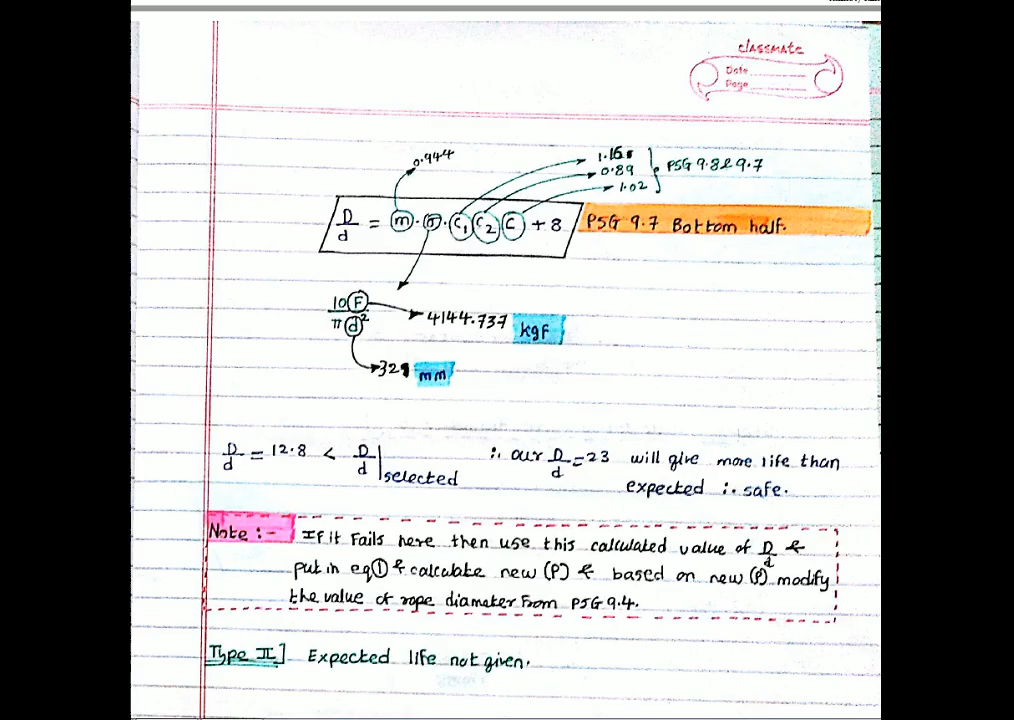 classmate
Date
Page
0.944
1.16
0.89
1.02
PSG 9.8 & 9.7
D/d = m · σ · C1 C2 C + 8
PSG 9.7 Bottom half.
10F/πd²
4144.737 kgf
32 mm
D/d = 12.8 < D/d|selected ∴ our D/d = 23 will give more life than
expected ∴ safe.
Note :- If it fails here then use this calculated value of D/d &
put in eq① & calculate new (P) & based on new (P) modify
the value of rope diameter from PSG 9.4.
Type II] Expected life not given.